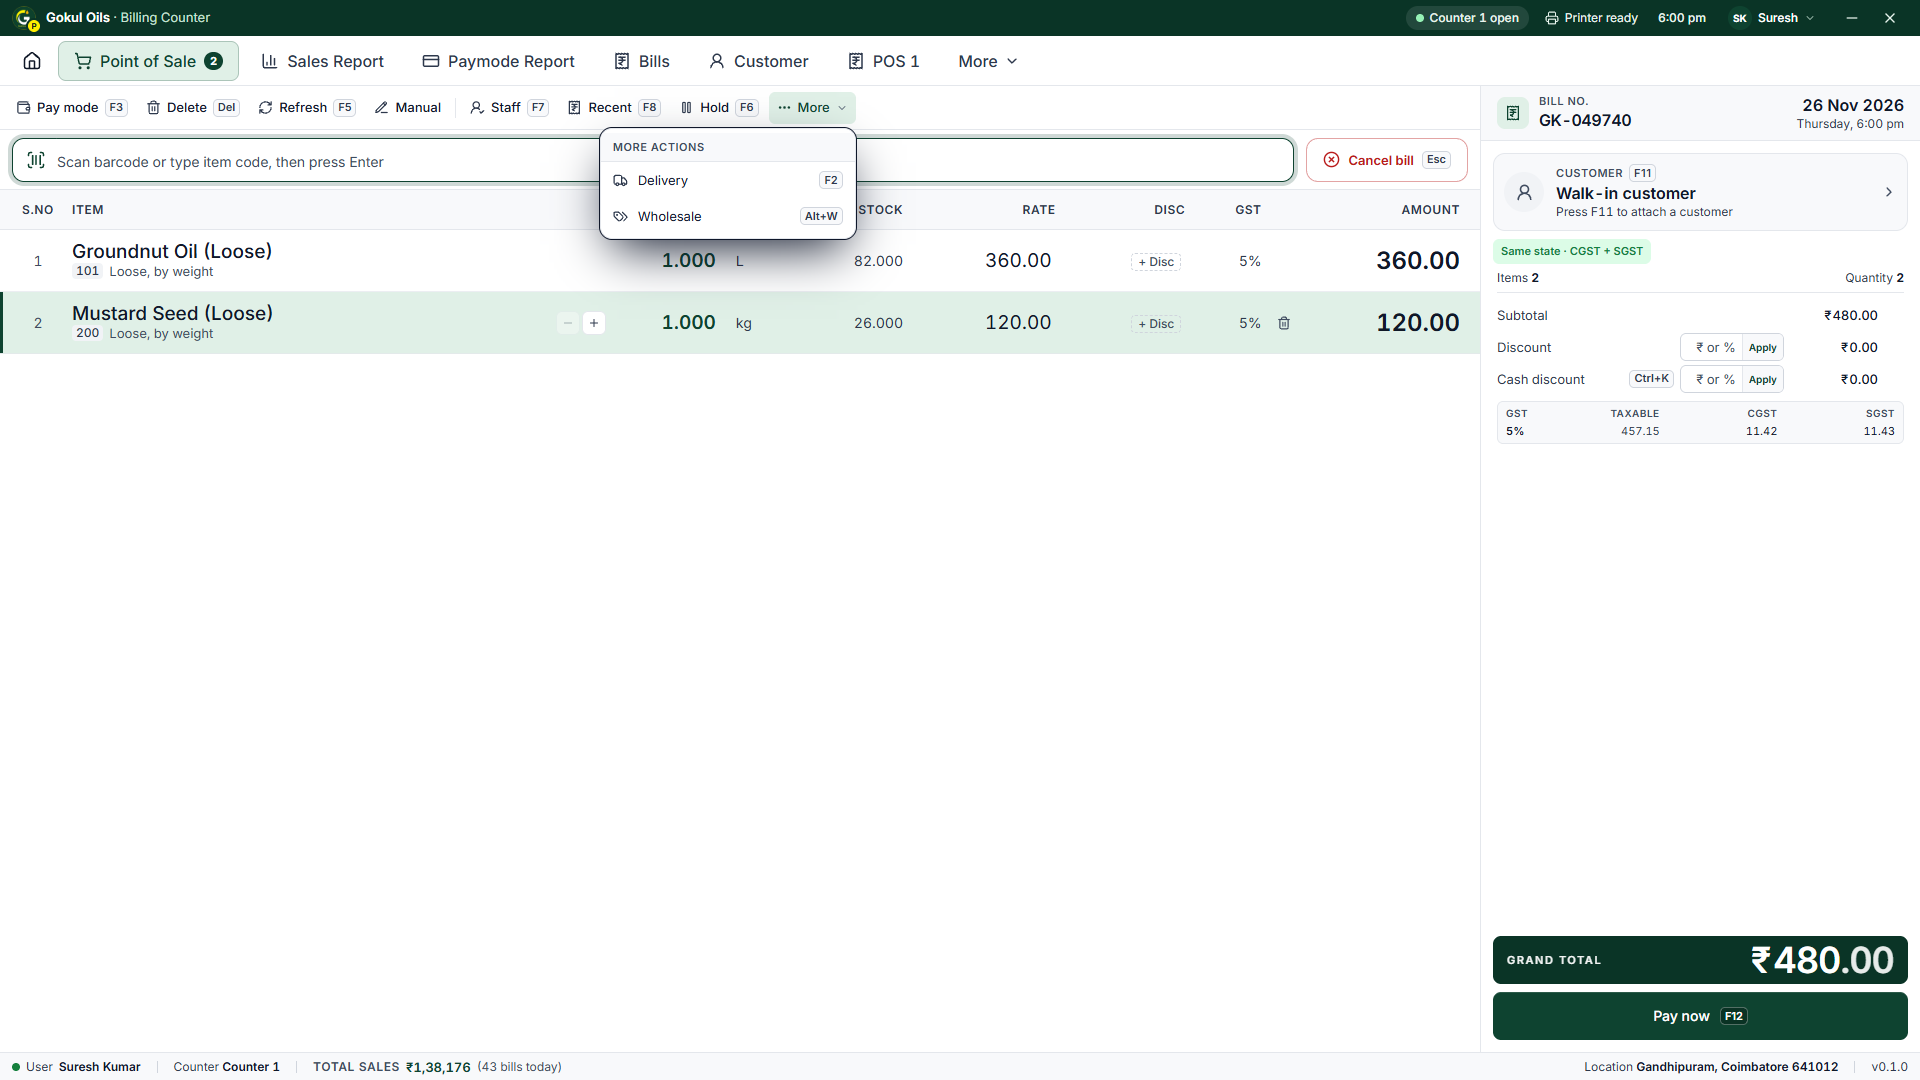 Gokul Oils · Billing Counter
Counter 1 open
Printer ready
6:00 pm
SK Suresh
Point of Sale 2
Sales Report
Paymode Report
Bills
Customer
POS 1
More
Pay mode F3
Delete Del
Refresh F5
Manual
Staff F7
Recent F8
Hold F6
More
BILL NO.
GK-049740
26 Nov 2026
Thursday, 6:00 pm
Scan barcode or type item code, then press Enter
MORE ACTIONS
Delivery F2
Wholesale Alt+W
Cancel bill Esc
CUSTOMER F11
Walk-in customer
Press F11 to attach a customer
S.NO ITEM STOCK RATE DISC GST AMOUNT
1 Groundnut Oil (Loose) 1.000 L 82.000 360.00 + Disc 5% 360.00
101 Loose, by weight
2 Mustard Seed (Loose) − + 1.000 kg 26.000 120.00 + Disc 5% 120.00
200 Loose, by weight
Same state · CGST + SGST
Items 2 Quantity 2
Subtotal ₹480.00
Discount ₹ or % Apply ₹0.00
Cash discount Ctrl+K ₹ or % Apply ₹0.00
GST TAXABLE CGST SGST
5% 457.15 11.42 11.43
GRAND TOTAL ₹480.00
Pay now F12
User Suresh Kumar
Counter Counter 1
TOTAL SALES ₹1,38,176 (43 bills today)
Location Gandhipuram, Coimbatore 641012
v0.1.0